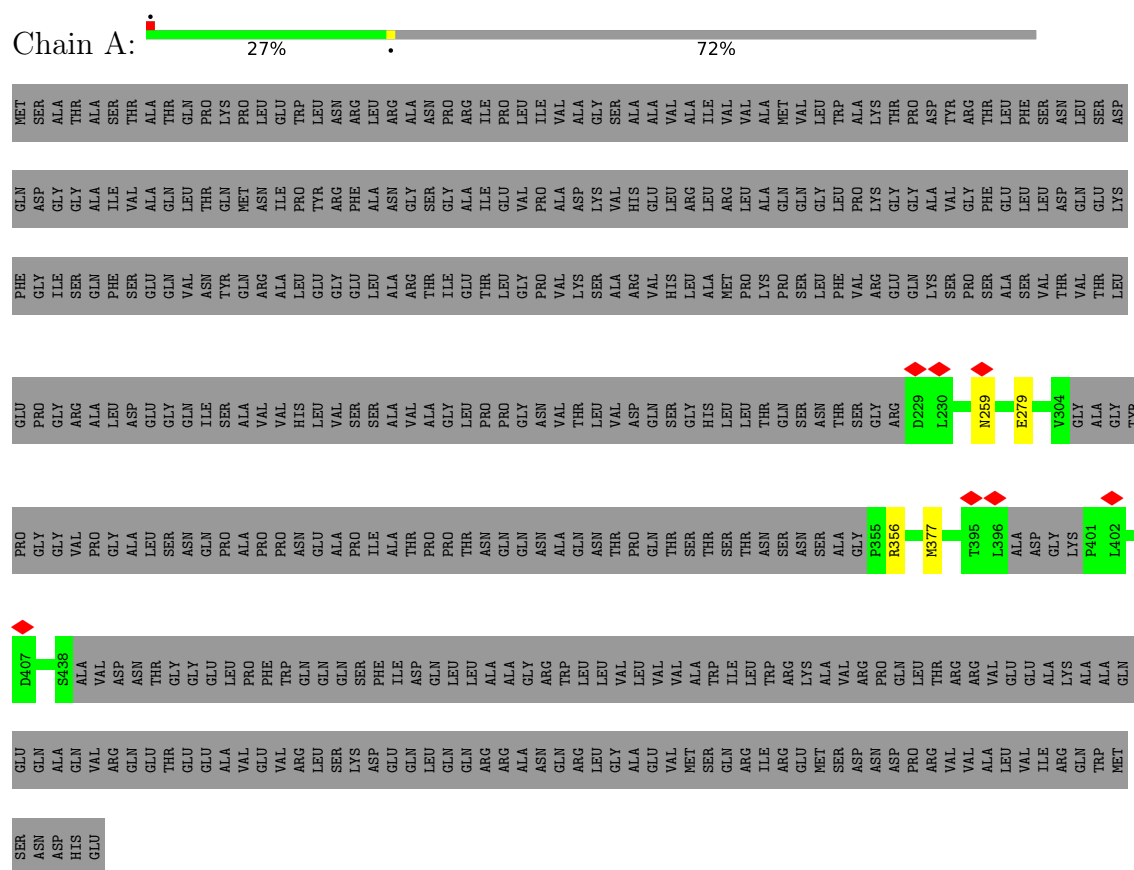 Chain A:
27%
72%
MET SER ALA THR ALA SER THR ALA THR GLN PRO LYS PRO LEU GLU TRP LEU ASN ARG LEU ARG ALA ASN PRO ARG ILE PRO LEU ILE VAL ALA GLY SER ALA ALA VAL ALA ILE VAL VAL ALA MET VAL LEU TRP ALA LYS THR PRO ASP TYR ARG THR LEU PHE SER ASN LEU SER ASP
GLN ASP GLY GLY ALA ILE VAL ALA GLN LEU THR GLN MET ASN ILE PRO TYR ARG PHE ALA ASN GLY SER GLY ALA ILE GLU VAL PRO ALA ASP LYS VAL HIS GLU LEU ARG LEU ARG LEU ALA GLN GLN GLY LEU PRO LYS GLY GLY ALA VAL GLY PHE GLU LEU LEU ASP GLN GLU LYS
PHE GLY ILE SER GLN PHE SER GLU GLN VAL ASN TYR GLN ARG ALA LEU GLU GLY GLU LEU ALA ARG THR ILE GLU THR LEU GLY PRO VAL LYS SER ALA ARG VAL HIS LEU ALA MET PRO LYS PRO SER LEU PHE VAL ARG GLU GLN LYS SER PRO SER ALA SER VAL THR VAL THR LEU
GLU PRO GLY ARG ALA LEU ASP GLU GLY GLN ILE SER ALA VAL VAL HIS LEU VAL SER SER ALA VAL ALA GLY LEU PRO PRO GLY ASN VAL THR LEU VAL ASP GLN SER GLY HIS LEU LEU THR GLN SER ASN THR SER GLY ARG D229 L230 N259 E279 V304 GLY ALA GLY TYR
PRO GLY GLY VAL PRO GLY ALA LEU SER ASN GLN PRO ALA PRO PRO ASN GLU ALA PRO ILE ALA THR PRO PRO THR ASN GLN GLN ASN ALA GLN ASN THR PRO GLN THR SER THR SER THR ASN SER ASN SER ALA GLY P355 R356 M377 T395 L396 ALA ASP GLY LYS P401 L402
D407 S438 ALA VAL ASP ASN THR GLY GLY GLU LEU PRO PHE TRP GLN GLN GLN SER PHE ILE ASP GLN LEU LEU ALA ALA GLY ARG TRP LEU LEU VAL LEU VAL VAL ALA TRP ILE LEU TRP ARG LYS ALA VAL ARG PRO GLN LEU THR ARG ARG VAL GLU GLU ALA LYS ALA ALA GLN
GLU GLN ALA GLN VAL ARG GLN GLU THR GLU GLU ALA VAL GLU VAL ARG LEU SER LYS ASP GLU GLN LEU GLN GLN ARG ARG ALA ASN GLN ARG LEU GLY ALA GLU VAL MET SER GLN ARG ILE ARG GLU MET SER ASP ASN ASP PRO ARG VAL VAL ALA LEU VAL ILE ARG GLN TRP MET
SER ASN ASP HIS GLU